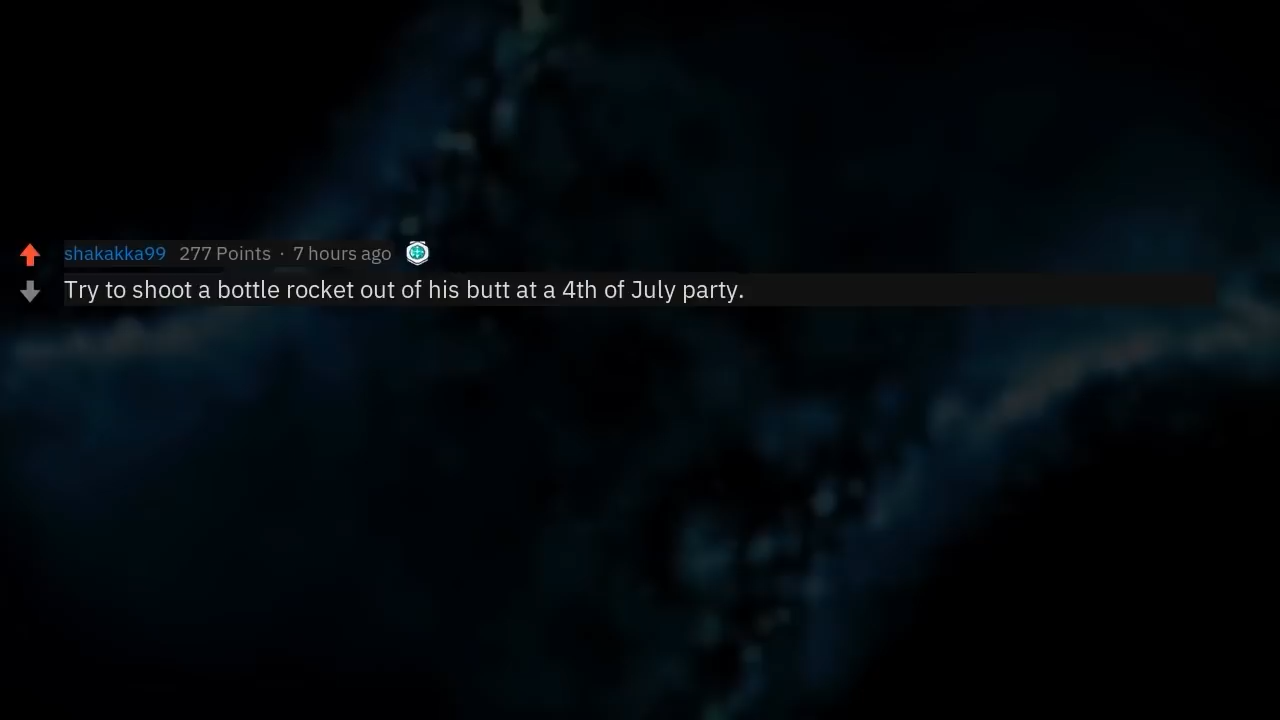 shakakka99 277 Points · 7 hours ago
Try to shoot a bottle rocket out of his butt at a 4th of July party.